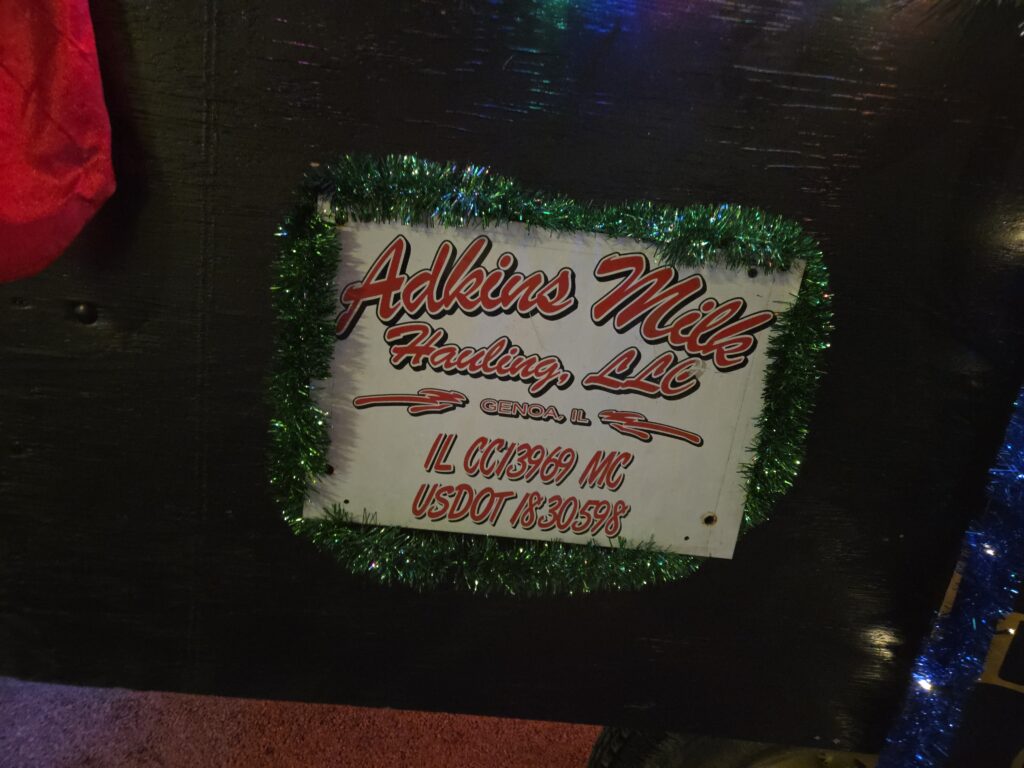 Adkins Milk
Hauling, LLC
GENOA, IL
IL CC13969 MC
USDOT 1830598